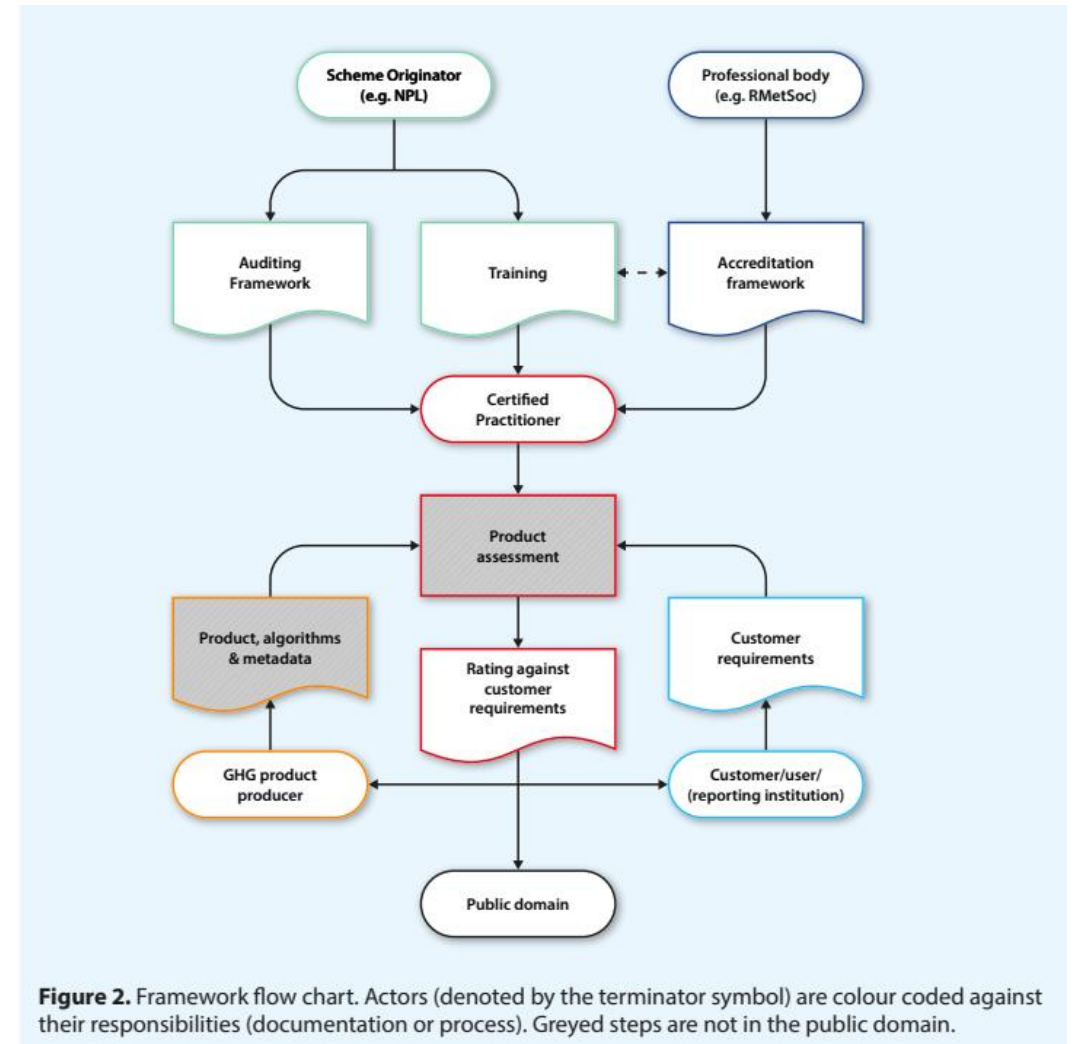 Scheme Originator
(e.g. NPL)
Professional body
(e.g. RMetSoc)
Auditing
Framework
Training
Accreditation
framework
Certified
Practitioner
Product
assessment
Product, algorithms
& metadata
Rating against
customer
requirements
Customer
requirements
GHG product
producer
Customer/user/
(reporting institution)
Public domain
Figure 2. Framework flow chart. Actors (denoted by the terminator symbol) are colour coded against
their responsibilities (documentation or process). Greyed steps are not in the public domain.